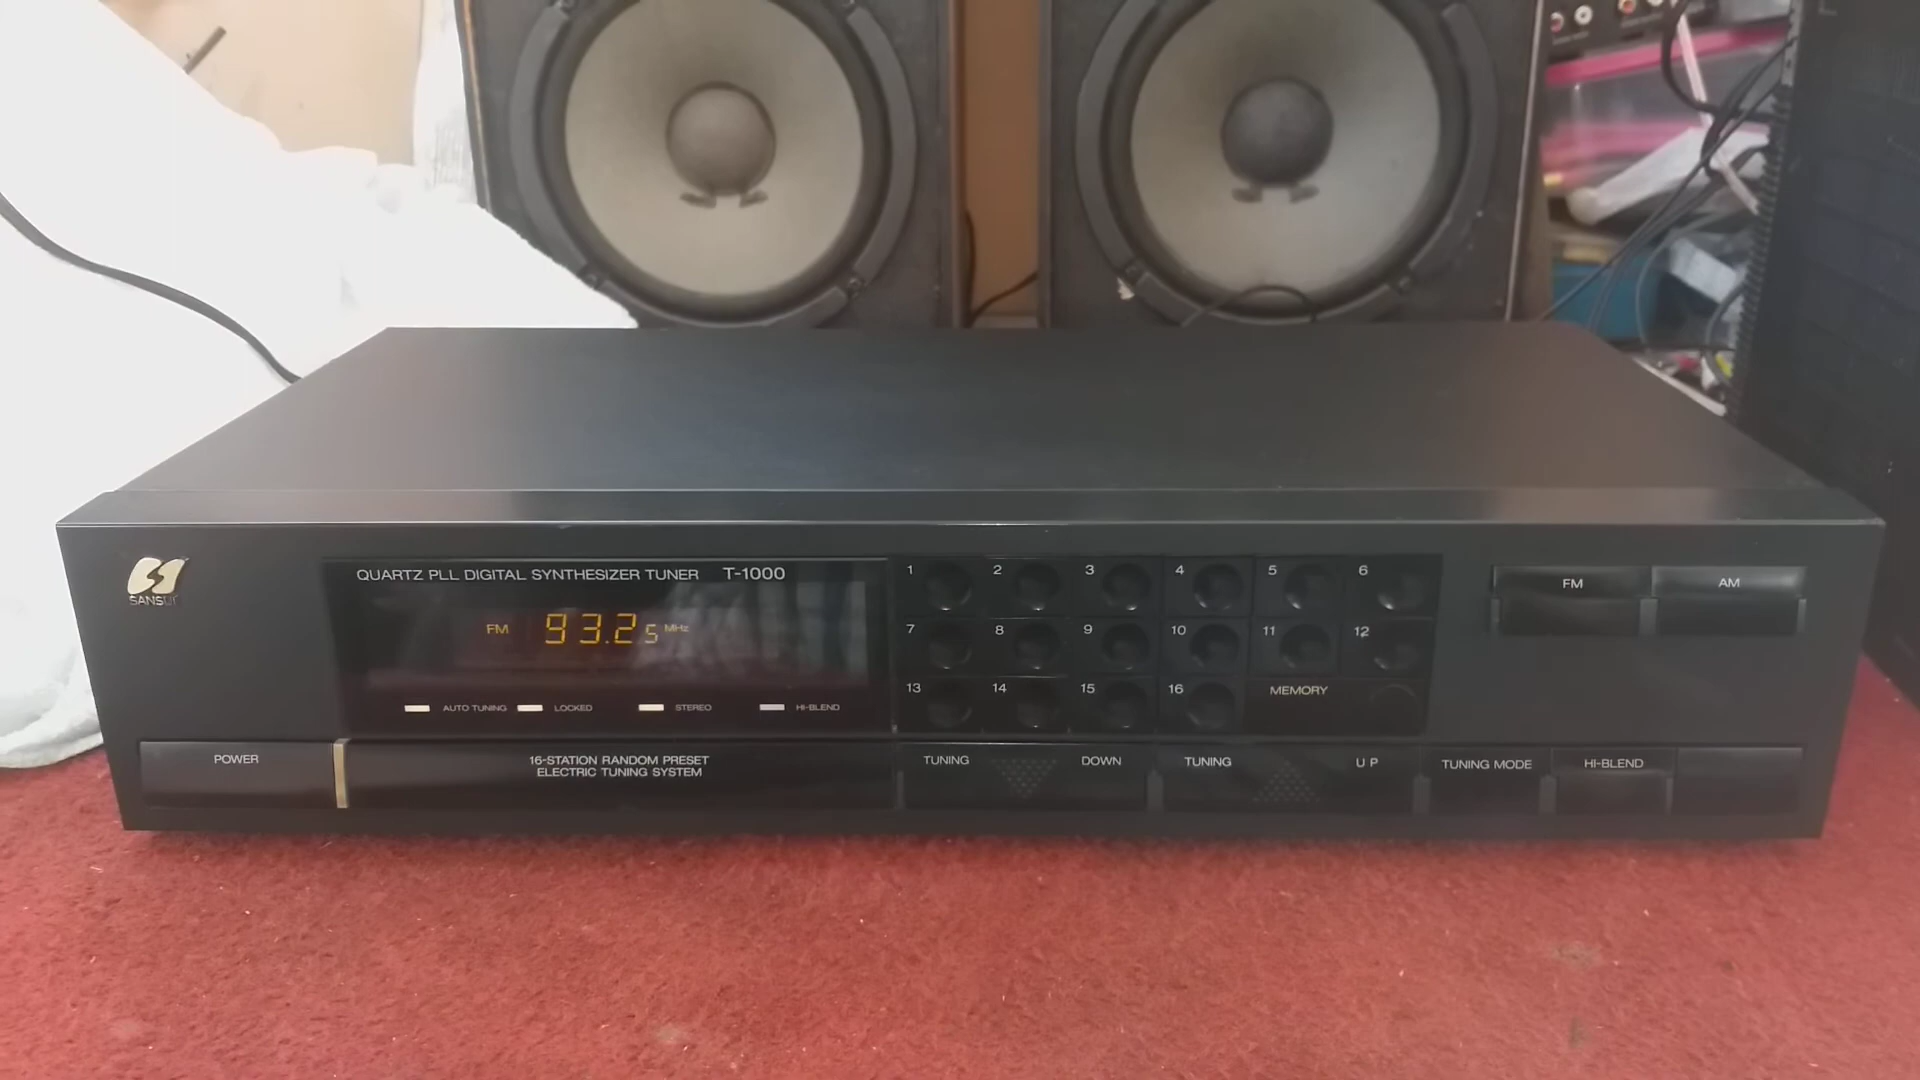 SANSUI
QUARTZ PLL DIGITAL SYNTHESIZER TUNER T-1000
FM 93.25 MHz
AUTO TUNING LOCKED STEREO HI-BLEND
1 2 3 4 5 6
7 8 9 10 11 12
13 14 15 16 MEMORY
FM AM
POWER
16-STATION RANDOM PRESET
ELECTRIC TUNING SYSTEM
TUNING DOWN
TUNING UP
TUNING MODE
HI-BLEND